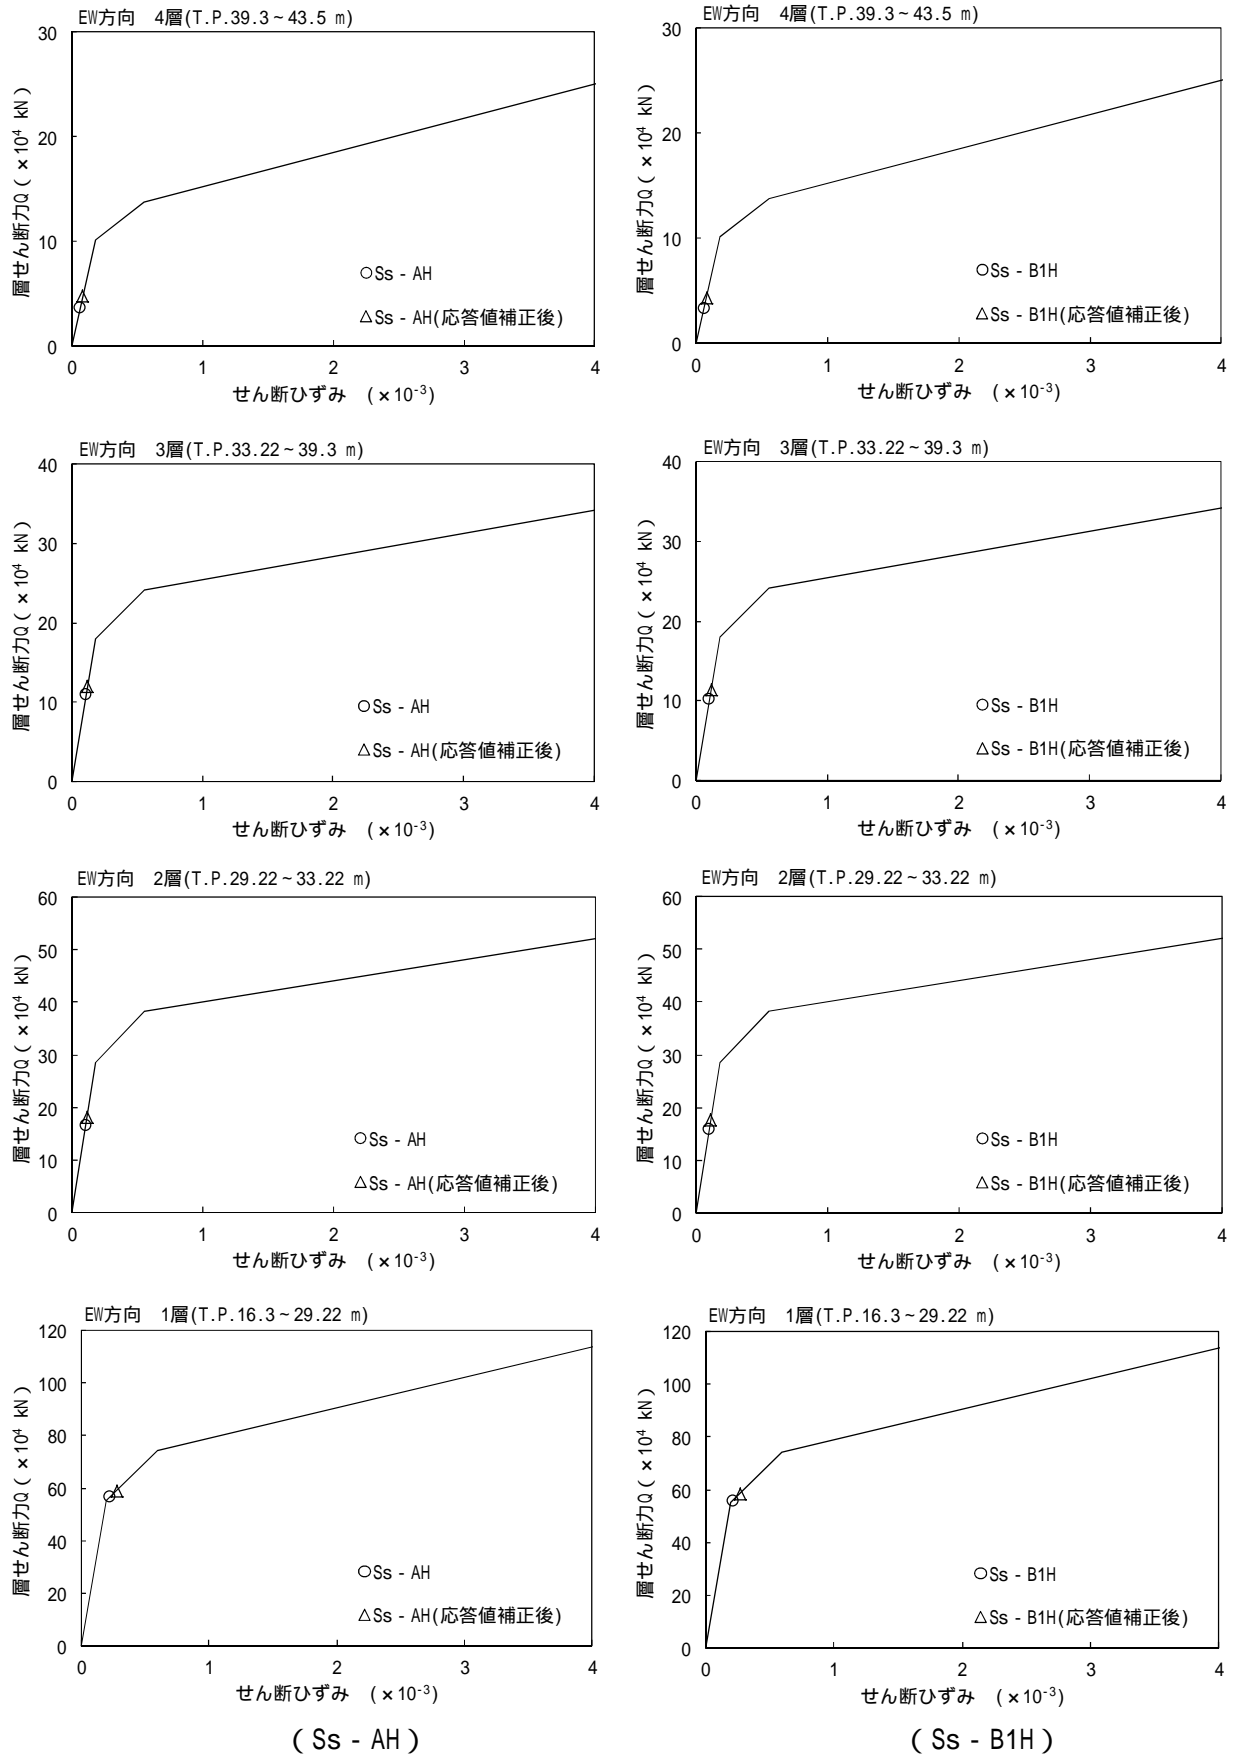 EW方向 4層(T.P.39.3~43.5 m)
30
20
10
0
層せん断力Q(×10⁴ kN)
○Ss - AH
△Ss - AH(応答値補正後)
0 1 2 3 4
せん断ひずみ (×10⁻³)
EW方向 4層(T.P.39.3~43.5 m)
30
20
10
0
層せん断力Q(×10⁴ kN)
○Ss - B1H
△Ss - B1H(応答値補正後)
0 1 2 3 4
せん断ひずみ (×10⁻³)
EW方向 3層(T.P.33.22~39.3 m)
40
30
20
10
0
層せん断力Q(×10⁴ kN)
○Ss - AH
△Ss - AH(応答値補正後)
0 1 2 3 4
せん断ひずみ (×10⁻³)
EW方向 3層(T.P.33.22~39.3 m)
40
30
20
10
0
層せん断力Q(×10⁴ kN)
○Ss - B1H
△Ss - B1H(応答値補正後)
0 1 2 3 4
せん断ひずみ (×10⁻³)
EW方向 2層(T.P.29.22~33.22 m)
60
50
40
30
20
10
0
層せん断力Q(×10⁴ kN)
○Ss - AH
△Ss - AH(応答値補正後)
0 1 2 3 4
せん断ひずみ (×10⁻³)
EW方向 2層(T.P.29.22~33.22 m)
60
50
40
30
20
10
0
層せん断力Q(×10⁴ kN)
○Ss - B1H
△Ss - B1H(応答値補正後)
0 1 2 3 4
せん断ひずみ (×10⁻³)
EW方向 1層(T.P.16.3~29.22 m)
120
100
80
60
40
20
0
層せん断力Q(×10⁴ kN)
○Ss - AH
△Ss - AH(応答値補正後)
0 1 2 3 4
せん断ひずみ (×10⁻³)
EW方向 1層(T.P.16.3~29.22 m)
120
100
80
60
40
20
0
層せん断力Q(×10⁴ kN)
○Ss - B1H
△Ss - B1H(応答値補正後)
0 1 2 3 4
せん断ひずみ (×10⁻³)
(Ss - AH)
(Ss - B1H)